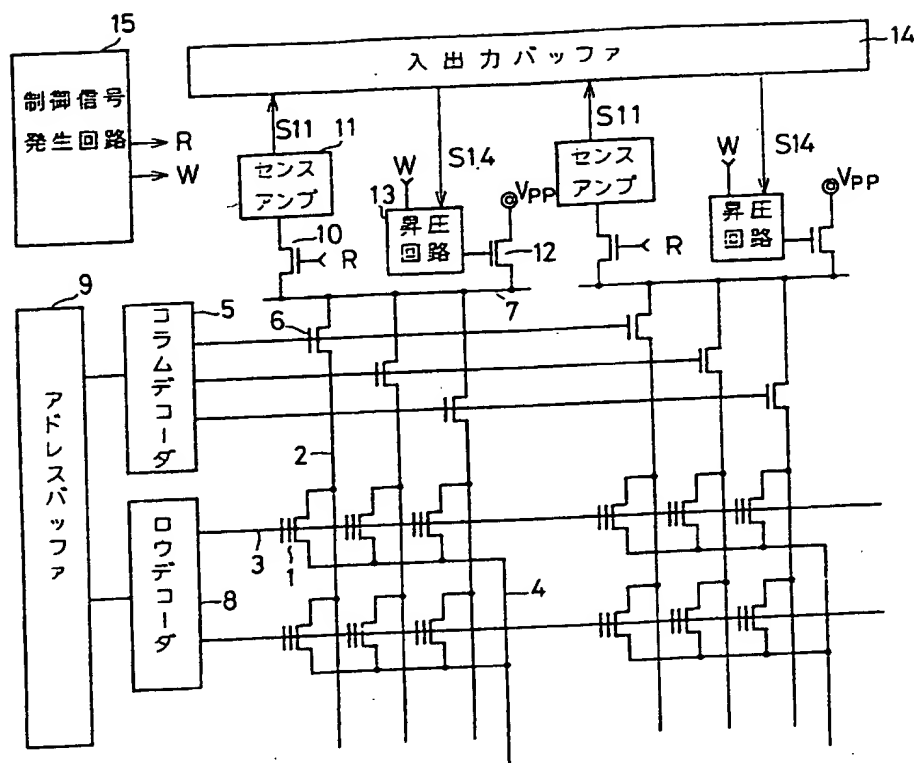 15
制御信号
発生回路
R
W
入出力バッファ
14
S11
11
センス
アンプ
S14
W
13
昇圧
回路
VPP
12
10
R
S11
センス
アンプ
S14
W
昇圧
回路
VPP
R
7
9
アドレスバッファ
5
コラムデコーダ
6
2
ロウデコーダ
8
3
1
4